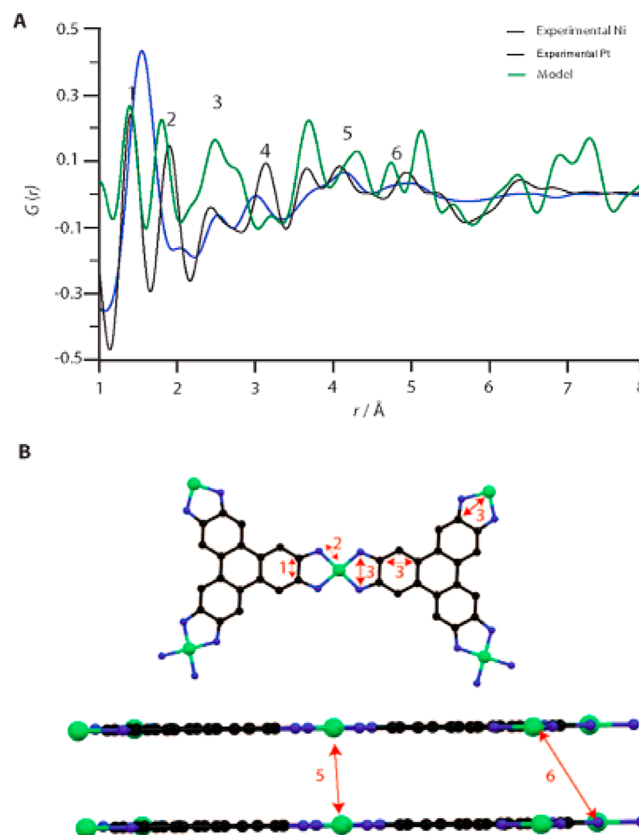 A
0.5
0.3
0.1
-0.1
-0.3
-0.5
G (r)
Experimental Ni
Experimental Pt
Model
1
2
3
4
5
6
1 2 3 4 5 6 7 8
r / Å
B
3
2
1 3 3
5
6